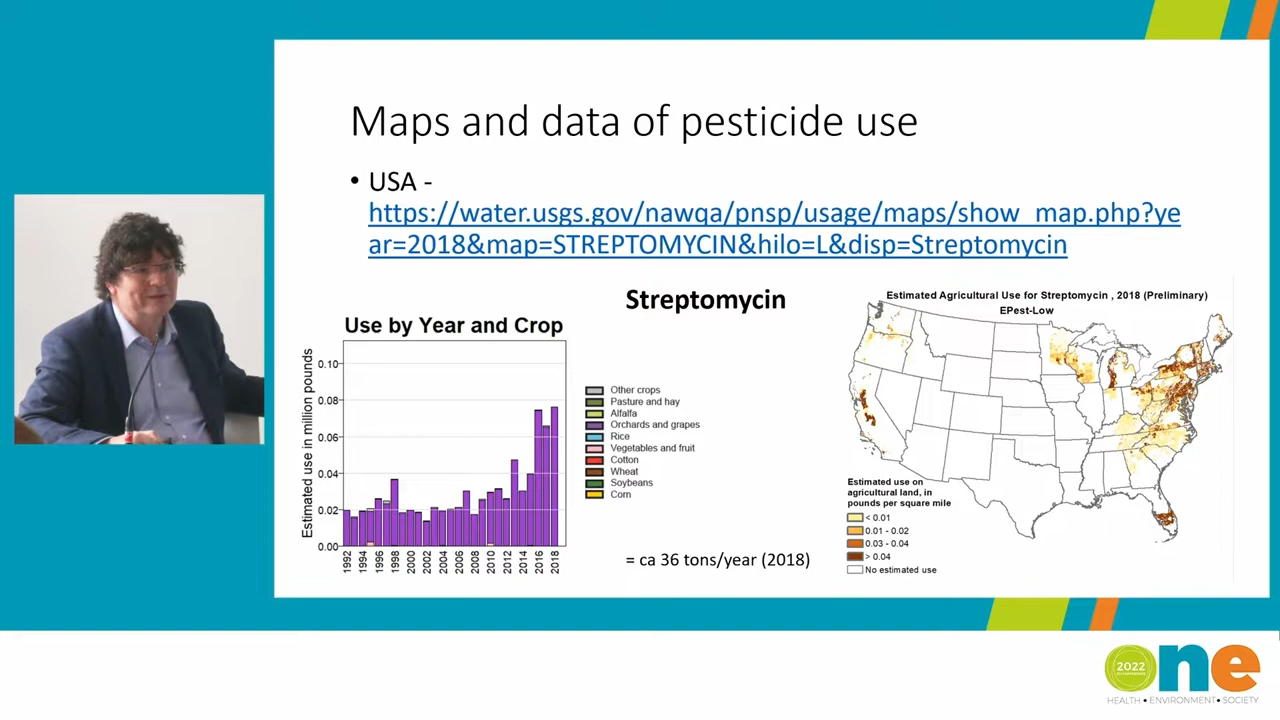 Maps and data of pesticide use
• USA -
https://water.usgs.gov/nawqa/pnsp/usage/maps/show_map.php?ye
ar=2018&map=STREPTOMYCIN&hilo=L&disp=Streptomycin
Streptomycin
Use by Year and Crop
Estimated use in million pounds
0.10
0.08
0.06
0.04
0.02
0.00
1992
1994
1996
1998
2000
2002
2004
2006
2008
2010
2012
2014
2016
2018
Other crops
Pasture and hay
Alfalfa
Orchards and grapes
Rice
Vegetables and fruit
Cotton
Wheat
Soybeans
Corn
= ca 36 tons/year (2018)
Estimated Agricultural Use for Streptomycin , 2018 (Preliminary)
EPest-Low
Estimated use on
agricultural land, in
pounds per square mile
< 0.01
0.01 - 0.02
0.03 - 0.04
> 0.04
No estimated use
2022
one
HEALTH • ENVIRONMENT • SOCIETY